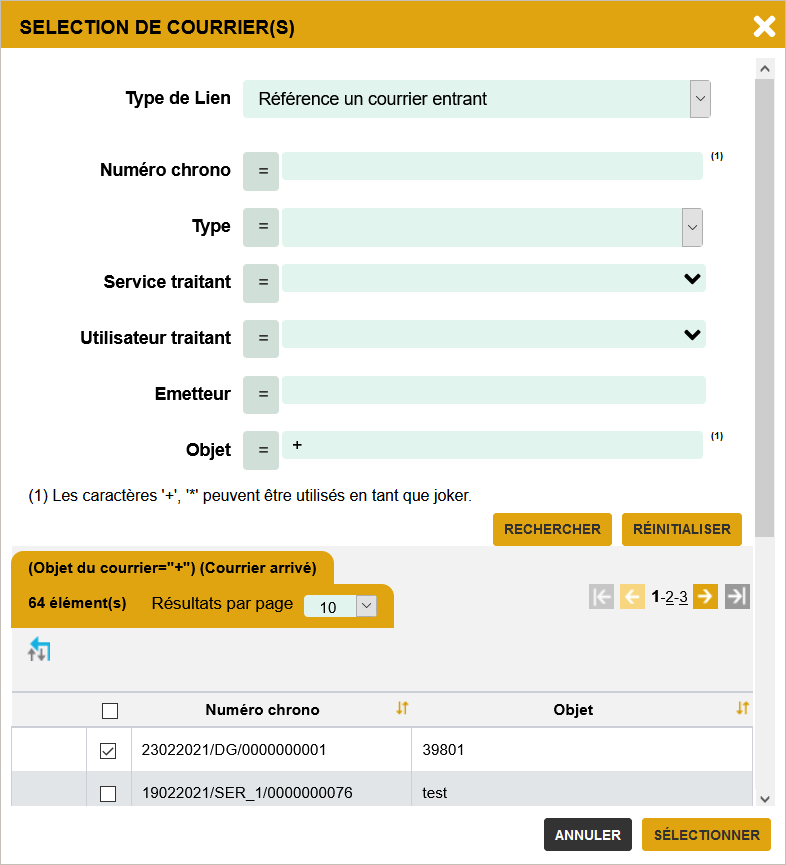 SELECTION DE COURRIER(S)
Type de Lien Référence un courrier entrant
Numéro chrono = (1)
Type =
Service traitant =
Utilisateur traitant =
Emetteur =
Objet = + (1)
(1) Les caractères '+', '*' peuvent être utilisés en tant que joker.
RECHERCHER RÉINITIALISER
(Objet du courrier="+") (Courrier arrivé)
64 élément(s) Résultats par page 10 1-2-3
Numéro chrono Objet
23022021/DG/0000000001 39801
19022021/SER_1/0000000076 test
ANNULER SÉLECTIONNER